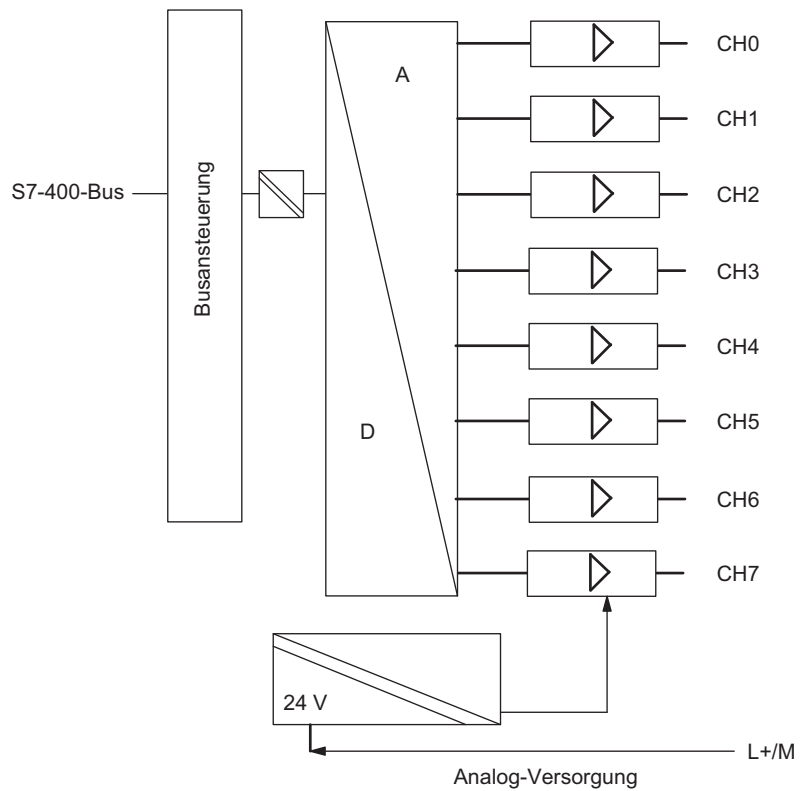 S7-400-Bus
Busansteuerung
A
D
CH0
CH1
CH2
CH3
CH4
CH5
CH6
CH7
24 V
L+/M
Analog-Versorgung